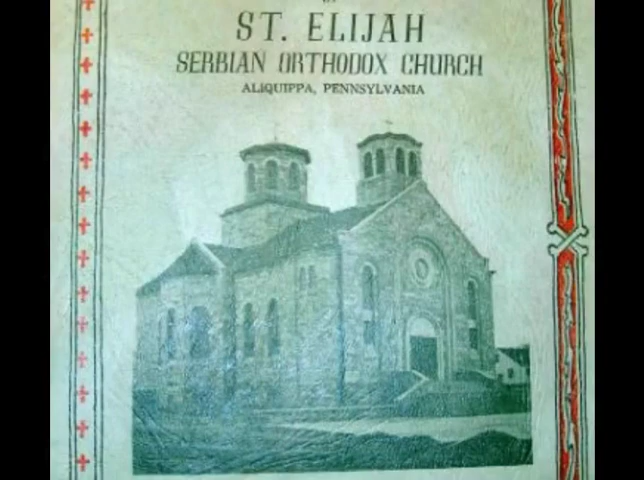 ST. ELIJAH
SERBIAN ORTHODOX CHURCH
ALIQUIPPA, PENNSYLVANIA